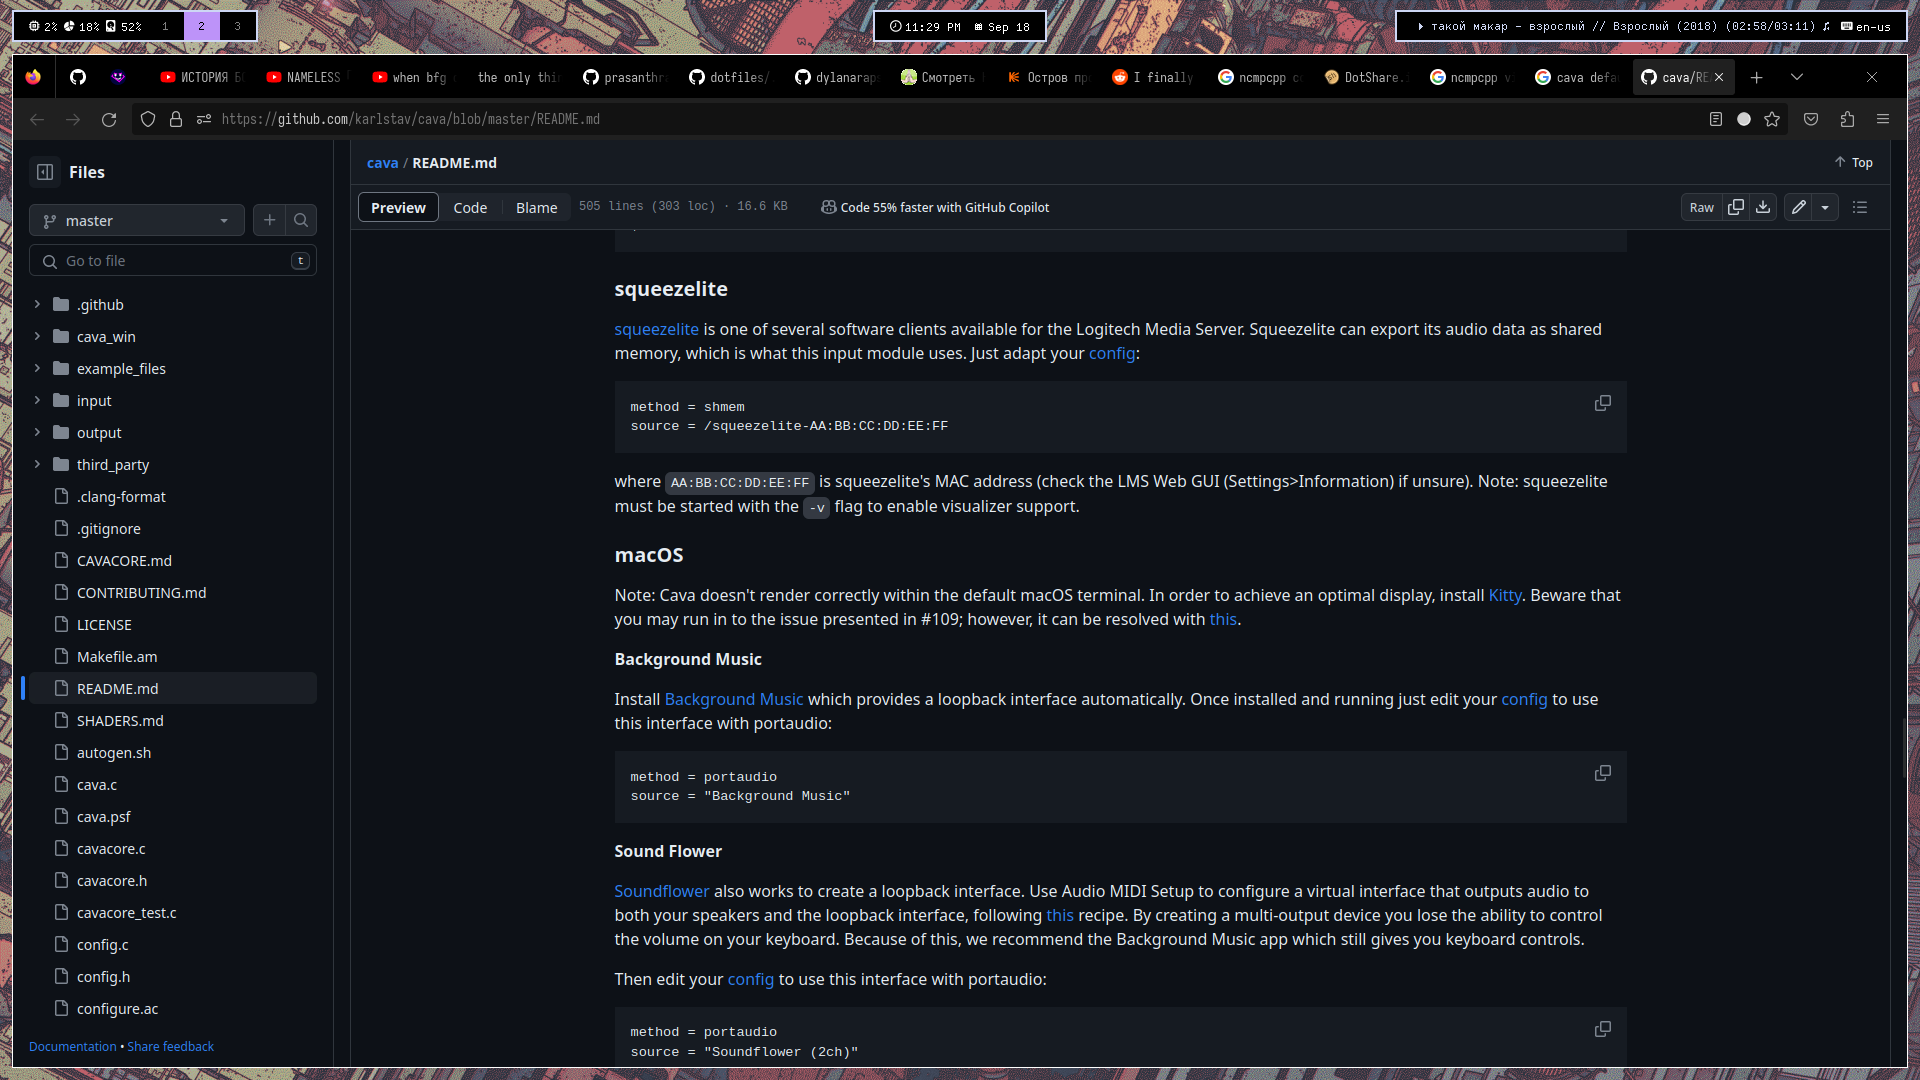 2% 18% 52% 1 2 3
11:29 PM Sep 18
такой макар - взрослый // Взрослый (2018) (02:58/03:11) en-us
ИСТОРИЯ NAMELESS when bfg the only thi prasanthr dotfiles/ dylanarap Смотреть Остров пр I finally ncmpcpp c DotShare. ncmpcpp v cava defa cava/RE
https://github.com/karlstav/cava/blob/master/README.md
Files
master
Go to file t
.github
cava_win
example_files
input
output
third_party
.clang-format
.gitignore
CAVACORE.md
CONTRIBUTING.md
LICENSE
Makefile.am
README.md
SHADERS.md
autogen.sh
cava.c
cava.psf
cavacore.c
cavacore.h
cavacore_test.c
config.c
config.h
configure.ac
Documentation • Share feedback
cava / README.md Top
Preview Code Blame 505 lines (303 loc) · 16.6 KB Code 55% faster with GitHub Copilot Raw
squeezelite
squeezelite is one of several software clients available for the Logitech Media Server. Squeezelite can export its audio data as shared
memory, which is what this input module uses. Just adapt your config:
method = shmem
source = /squeezelite-AA:BB:CC:DD:EE:FF
where AA:BB:CC:DD:EE:FF is squeezelite's MAC address (check the LMS Web GUI (Settings>Information) if unsure). Note: squeezelite
must be started with the -v flag to enable visualizer support.
macOS
Note: Cava doesn't render correctly within the default macOS terminal. In order to achieve an optimal display, install Kitty. Beware that
you may run in to the issue presented in #109; however, it can be resolved with this.
Background Music
Install Background Music which provides a loopback interface automatically. Once installed and running just edit your config to use
this interface with portaudio:
method = portaudio
source = "Background Music"
Sound Flower
Soundflower also works to create a loopback interface. Use Audio MIDI Setup to configure a virtual interface that outputs audio to
both your speakers and the loopback interface, following this recipe. By creating a multi-output device you lose the ability to control
the volume on your keyboard. Because of this, we recommend the Background Music app which still gives you keyboard controls.
Then edit your config to use this interface with portaudio:
method = portaudio
source = "Soundflower (2ch)"